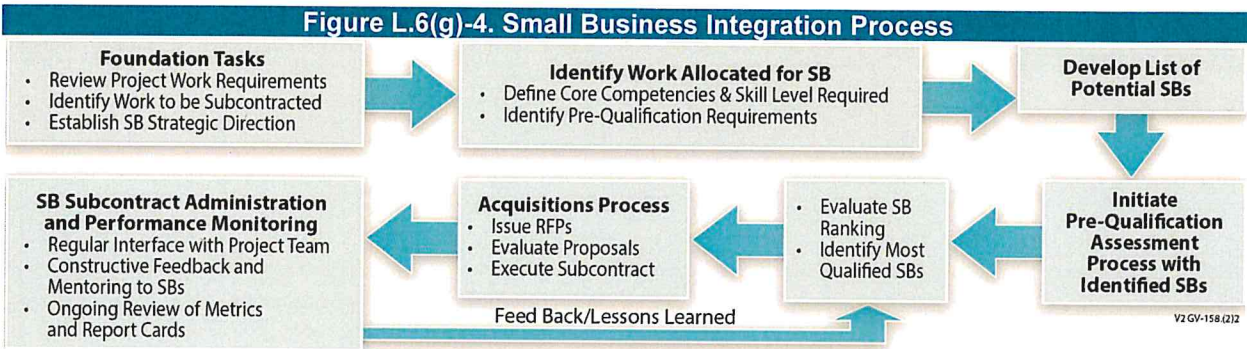 Figure L.6(g)-4. Small Business Integration Process
Foundation Tasks
• Review Project Work Requirements
• Identify Work to be Subcontracted
• Establish SB Strategic Direction
Identify Work Allocated for SB
• Define Core Competencies & Skill Level Required
• Identify Pre-Qualification Requirements
Develop List of
Potential SBs
Initiate
Pre-Qualification
Assessment
Process with
Identified SBs
• Evaluate SB
Ranking
• Identify Most
Qualified SBs
Acquisitions Process
• Issue RFPs
• Evaluate Proposals
• Execute Subcontract
SB Subcontract Administration
and Performance Monitoring
• Regular Interface with Project Team
• Constructive Feedback and
Mentoring to SBs
• Ongoing Review of Metrics
and Report Cards
Feed Back/Lessons Learned
V2 GV-158.(2)2